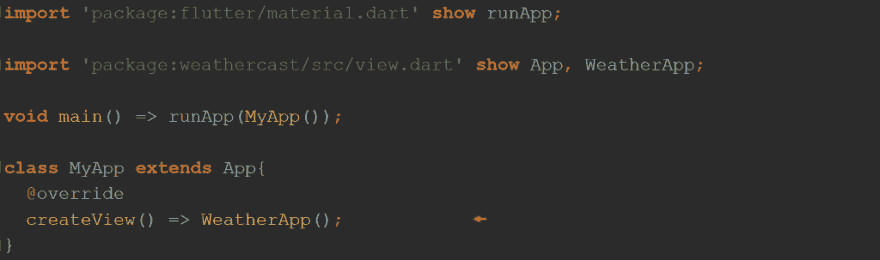 import 'package:flutter/material.dart' show runApp;
import 'package:weathercast/src/view.dart' show App, WeatherApp;
void main() => runApp(MyApp());
class MyApp extends App{
@override
createView() => WeatherApp();
}